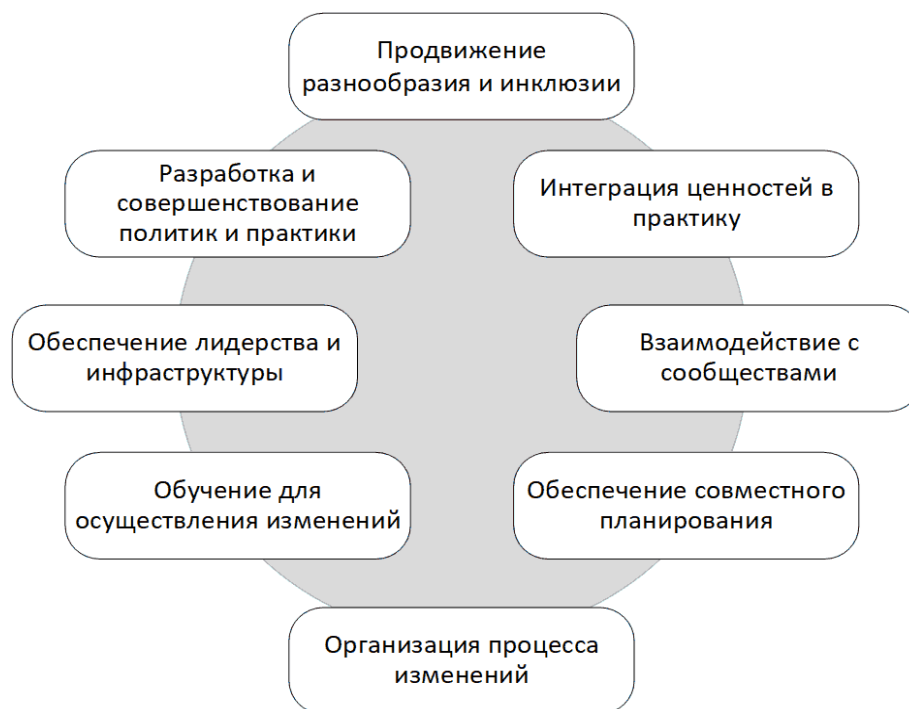 Продвижение
разнообразия и инклюзии
Разработка и
совершенствование
политик и практики
Интеграция ценностей в
практику
Обеспечение лидерства и
инфраструктуры
Взаимодействие с
сообществами
Обучение для
осуществления изменений
Обеспечение совместного
планирования
Организация процесса
изменений